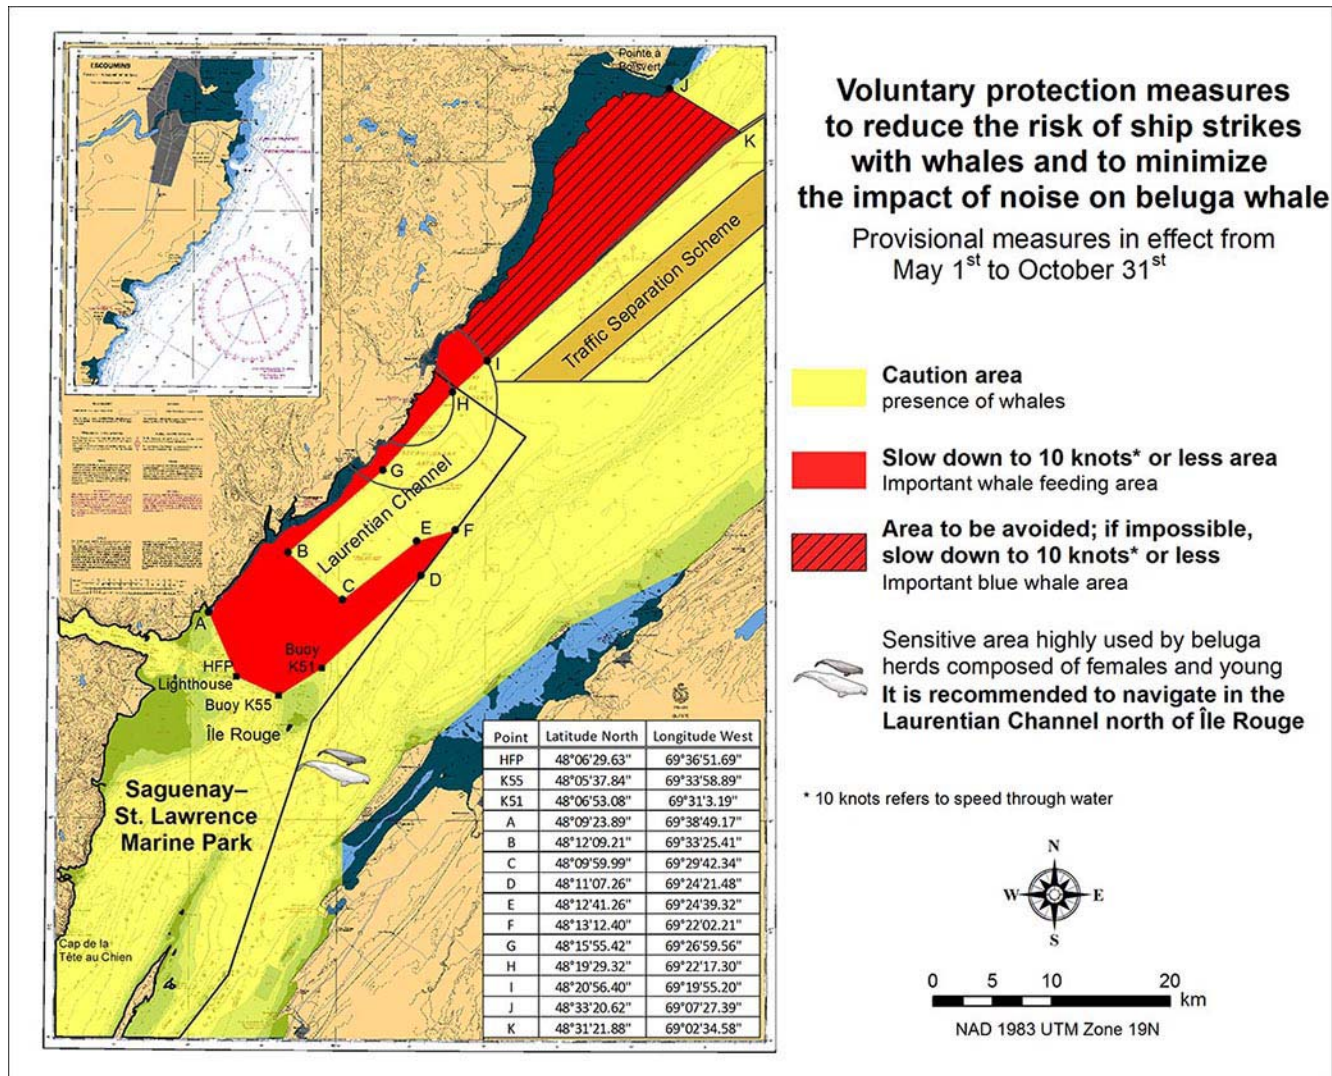 ESCOUMINS
Pointe à
Boisvert
J
K
Traffic Separation Scheme
I
H
G
Laurentian Channel
B
E
F
C
D
A
Buoy
K51
HFP
Lighthouse
Buoy K55
Île Rouge
Saguenay–
St. Lawrence
Marine Park
Cap de la
Tête au Chien
Point Latitude North Longitude West
HFP 48°06'29.63" 69°36'51.69"
K55 48°05'37.84" 69°33'58.89"
K51 48°06'53.08" 69°31'3.19"
A 48°09'23.89" 69°38'49.17"
B 48°12'09.21" 69°33'25.41"
C 48°09'59.99" 69°29'42.34"
D 48°11'07.26" 69°24'21.48"
E 48°12'41.26" 69°24'39.32"
F 48°13'12.40" 69°22'02.21"
G 48°15'55.42" 69°26'59.56"
H 48°19'29.32" 69°22'17.30"
I 48°20'56.40" 69°19'55.20"
J 48°33'20.62" 69°07'27.39"
K 48°31'21.88" 69°02'34.58"
Voluntary protection measures
to reduce the risk of ship strikes
with whales and to minimize
the impact of noise on beluga whale
Provisional measures in effect from
May 1st to October 31st
Caution area
presence of whales
Slow down to 10 knots* or less area
Important whale feeding area
Area to be avoided; if impossible,
slow down to 10 knots* or less
Important blue whale area
Sensitive area highly used by beluga
herds composed of females and young
It is recommended to navigate in the
Laurentian Channel north of Île Rouge
* 10 knots refers to speed through water
N
W E
S
0 5 10 20
km
NAD 1983 UTM Zone 19N